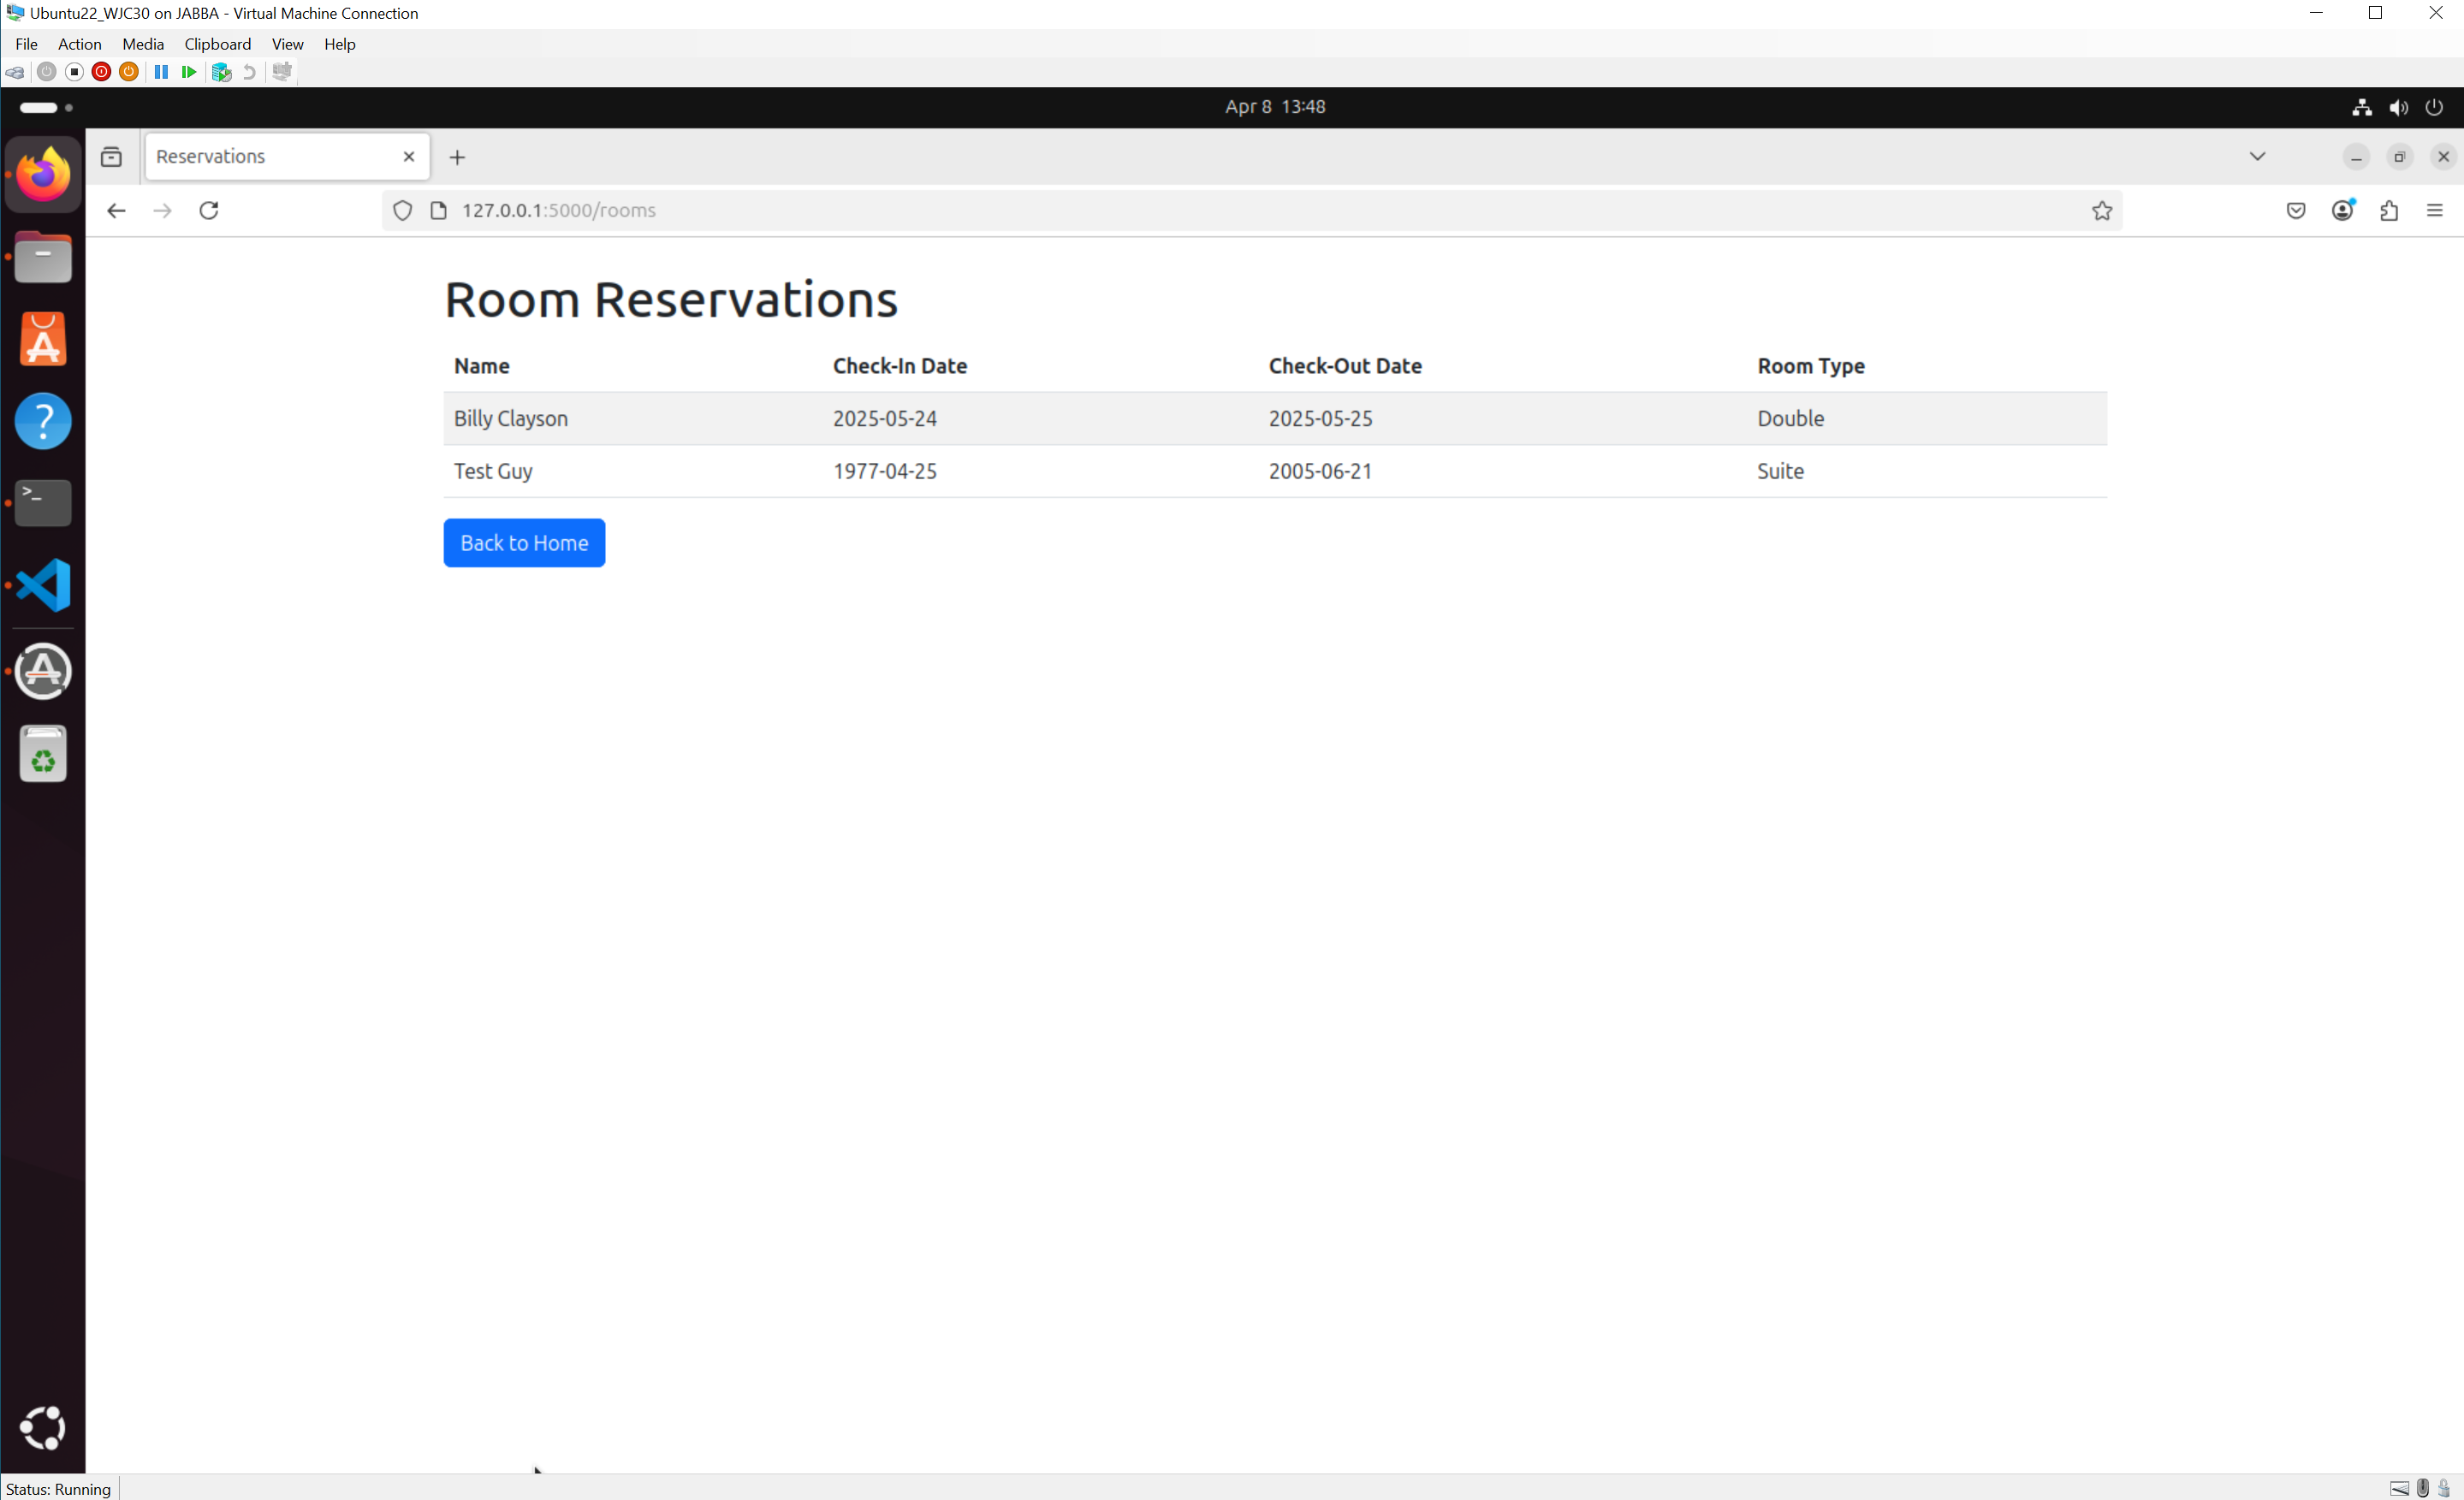 Ubuntu22_WJC30 on JABBA - Virtual Machine Connection
File Action Media Clipboard View Help
Apr 8 13:48
Reservations
127.0.0.1:5000/rooms
Room Reservations
Name Check-In Date Check-Out Date Room Type
Billy Clayson 2025-05-24 2025-05-25 Double
Test Guy 1977-04-25 2005-06-21 Suite
Back to Home
Status: Running